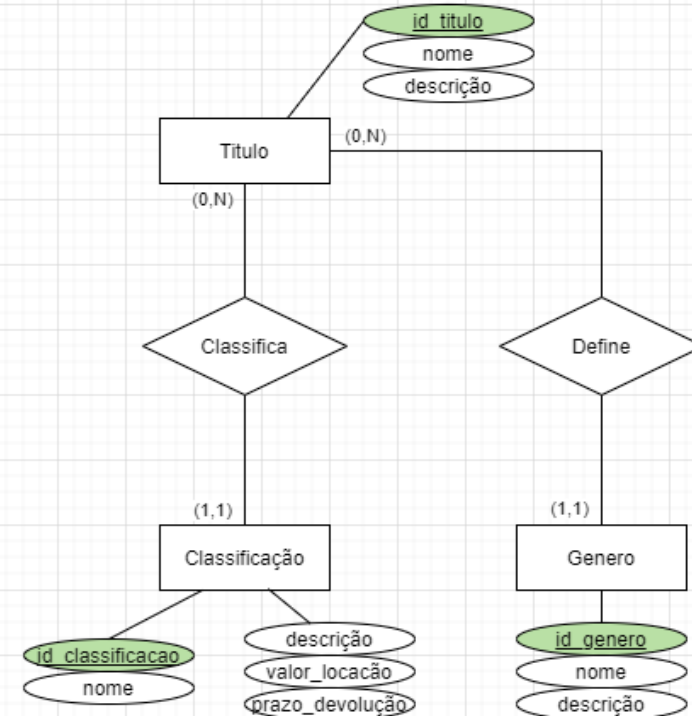 id_titulo
nome
descrição
Titulo
(0,N)
(0,N)
Classifica
Define
(1,1)
(1,1)
Classificação
Genero
id_classificacao
nome
descrição
valor_locacão
prazo_devolução
id_genero
nome
descrição